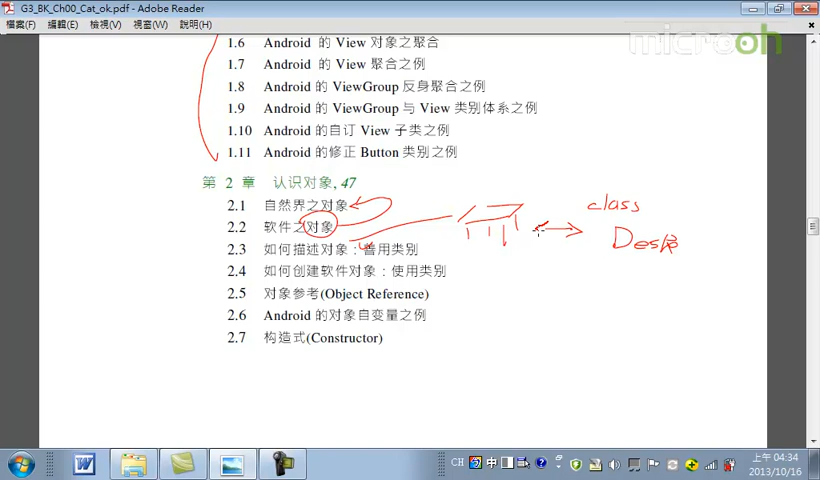 G3_BK_Ch00_Cat_ok.pdf - Adobe Reader
檔案(F) 編輯(E) 檢視(V) 視窗(W) 說明(H)
microoh
1.6 Android 的 View 对象之聚合
1.7 Android 的 View 聚合之例
1.8 Android 的 ViewGroup 反身聚合之例
1.9 Android 的 ViewGroup 与 View 类别体系之例
1.10 Android 的自订 View 子类之例
1.11 Android 的修正 Button 类别之例
第 2 章 认识对象, 47
2.1 自然界之对象
2.2 软件之对象
class
Desk
2.3 如何描述对象：善用类别
2.4 如何创建软件对象：使用类别
2.5 对象参考(Object Reference)
2.6 Android 的对象自变量之例
2.7 构造式(Constructor)
CH 中
上午 04:34
2013/10/16